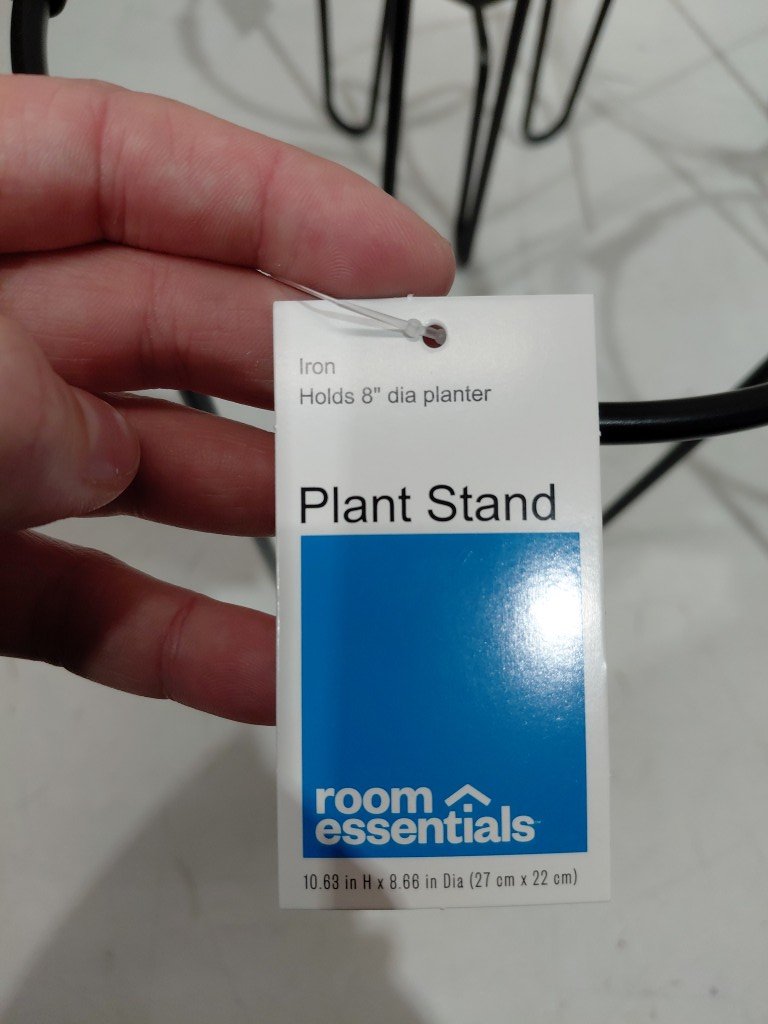 Iron
Holds 8" dia planter
Plant Stand
room
essentials
10.63 in H x 8.66 in Dia (27 cm x 22 cm)